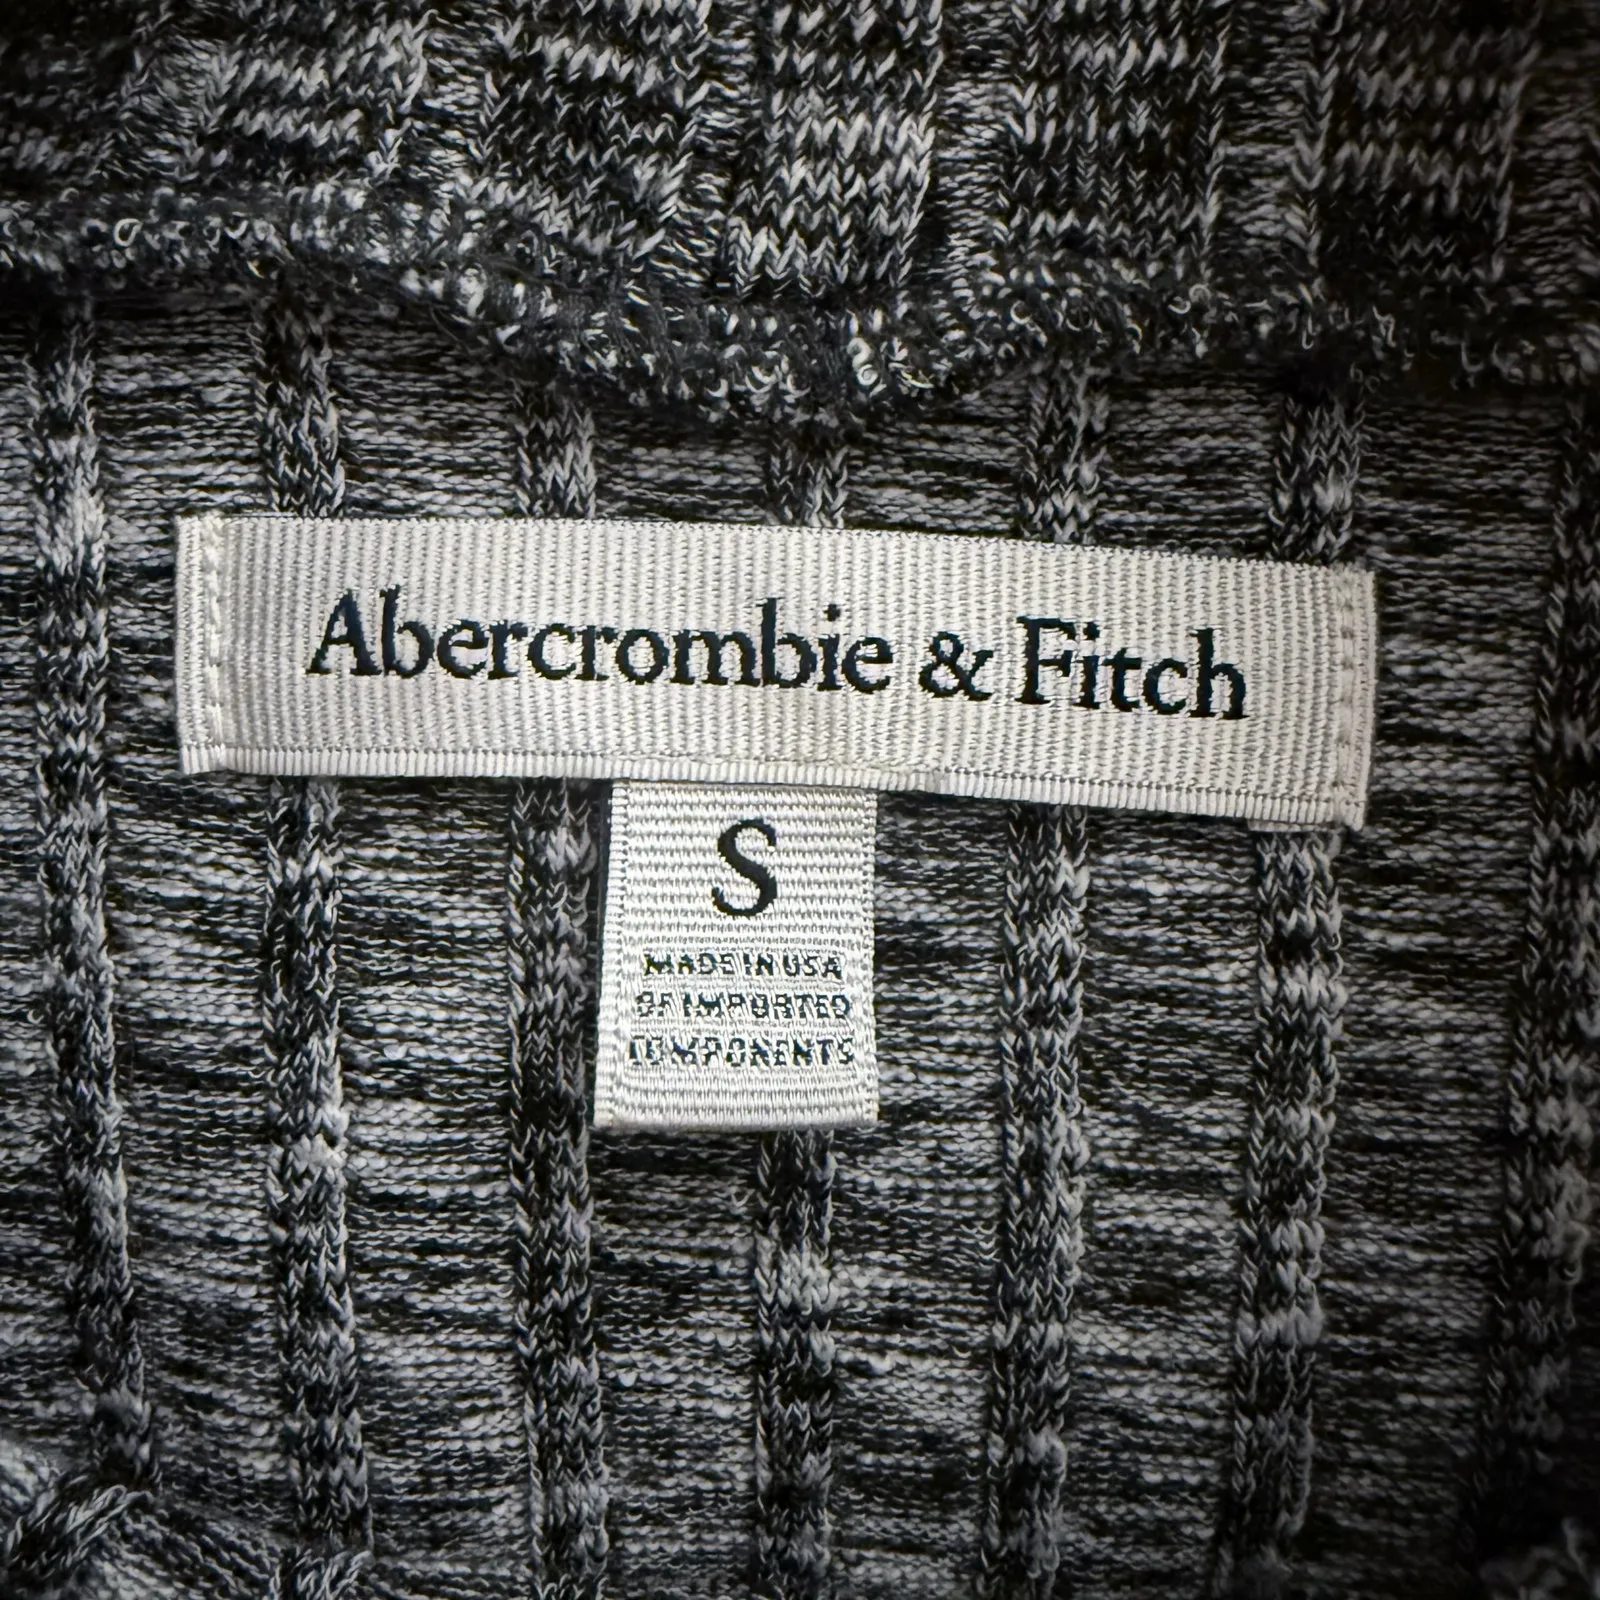 Abercrombie & Fitch
S
MADE IN USA
OF IMPORTED
COMPONENTS